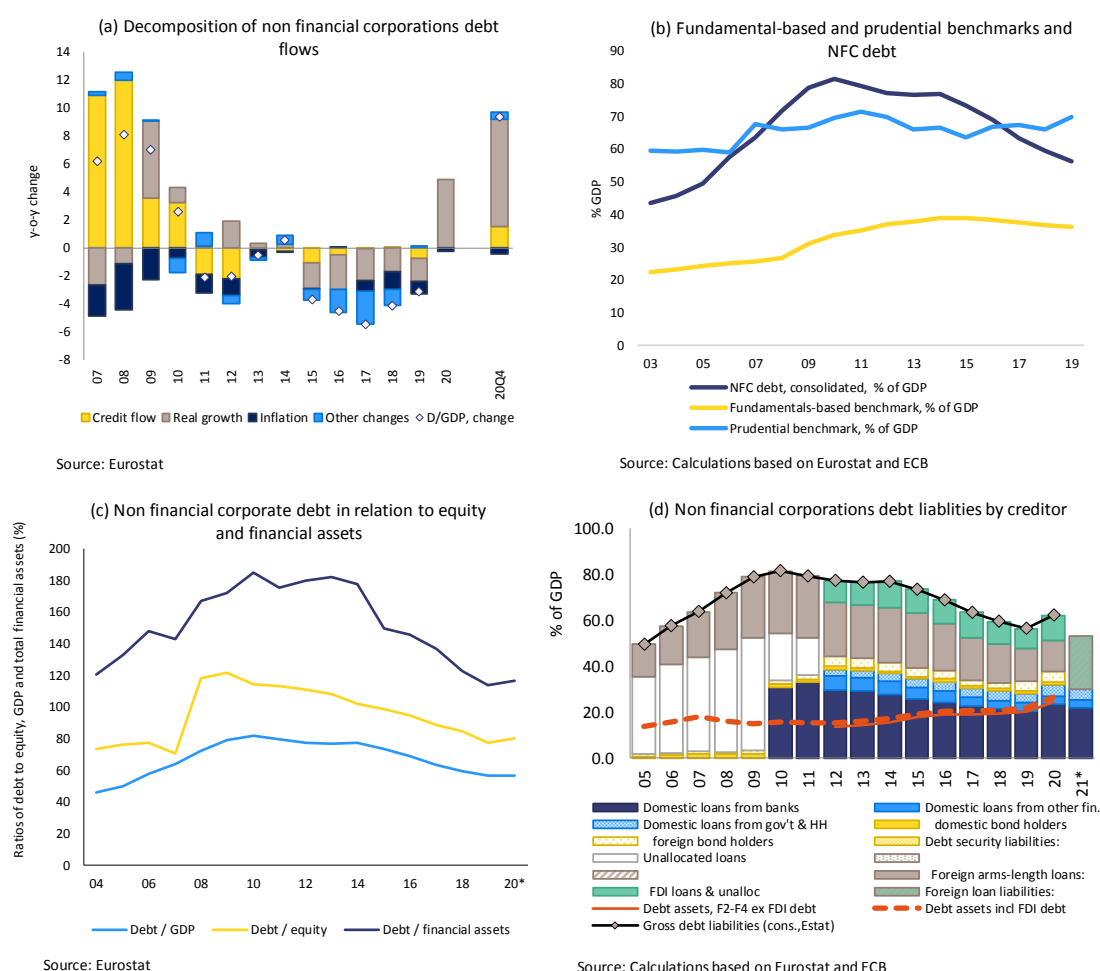 (a) Decomposition of non financial corporations debt
flows
y-o-y change
14
12
10
8
6
4
2
0
-2
-4
-6
-8
07 08 09 10 11 12 13 14 15 16 17 18 19 20 20Q4
Credit flow Real growth Inflation Other changes D/GDP, change
Source: Eurostat
(b) Fundamental-based and prudential benchmarks and
NFC debt
% GDP
90
80
70
60
50
40
30
20
10
0
03 05 07 09 11 13 15 17 19
NFC debt, consolidated, % of GDP
Fundamentals-based benchmark, % of GDP
Prudential benchmark, % of GDP
Source: Calculations based on Eurostat and ECB
(c) Non financial corporate debt in relation to equity
and financial assets
Ratios of debt to equity, GDP and total financial assets (%)
200
180
160
140
120
100
80
60
40
20
0
04 06 08 10 12 14 16 18 20*
Debt / GDP Debt / equity Debt / financial assets
Source: Eurostat
(d) Non financial corporations debt liablities by creditor
% of GDP
100.0
80.0
60.0
40.0
20.0
0.0
05 06 07 08 09 10 11 12 13 14 15 16 17 18 19 20 21*
Domestic loans from banks Domestic loans from other fin.
Domestic loans from gov't & HH domestic bond holders
foreign bond holders Debt security liabilities:
Unallocated loans
Foreign arms-length loans:
FDI loans & unalloc Foreign loan liabilities:
Debt assets, F2-F4 ex FDI debt Debt assets incl FDI debt
Gross debt liabilities (cons.,Estat)
Source: Calculations based on Eurostat and ECB